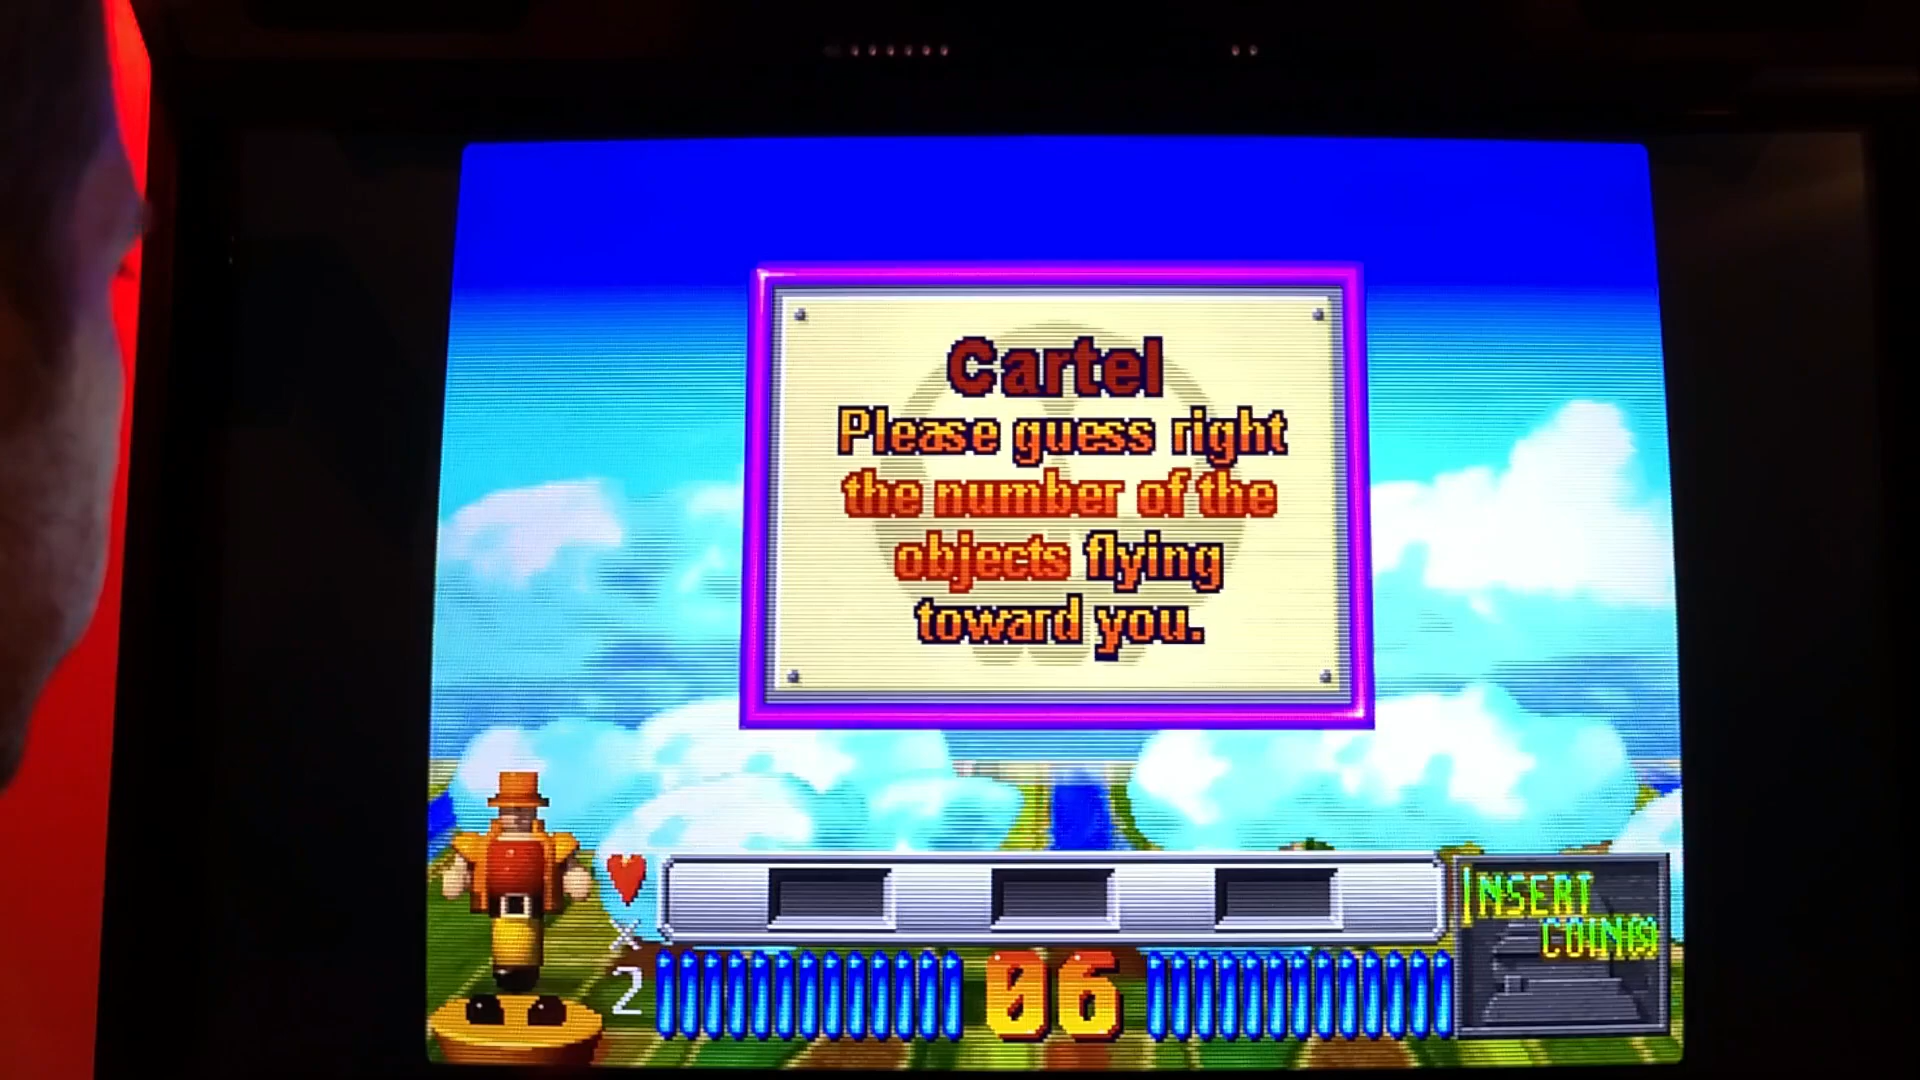 Cartel
Please guess right
the number of the
objects flying
toward you.
INSERT
COIN(S)
x
2
06